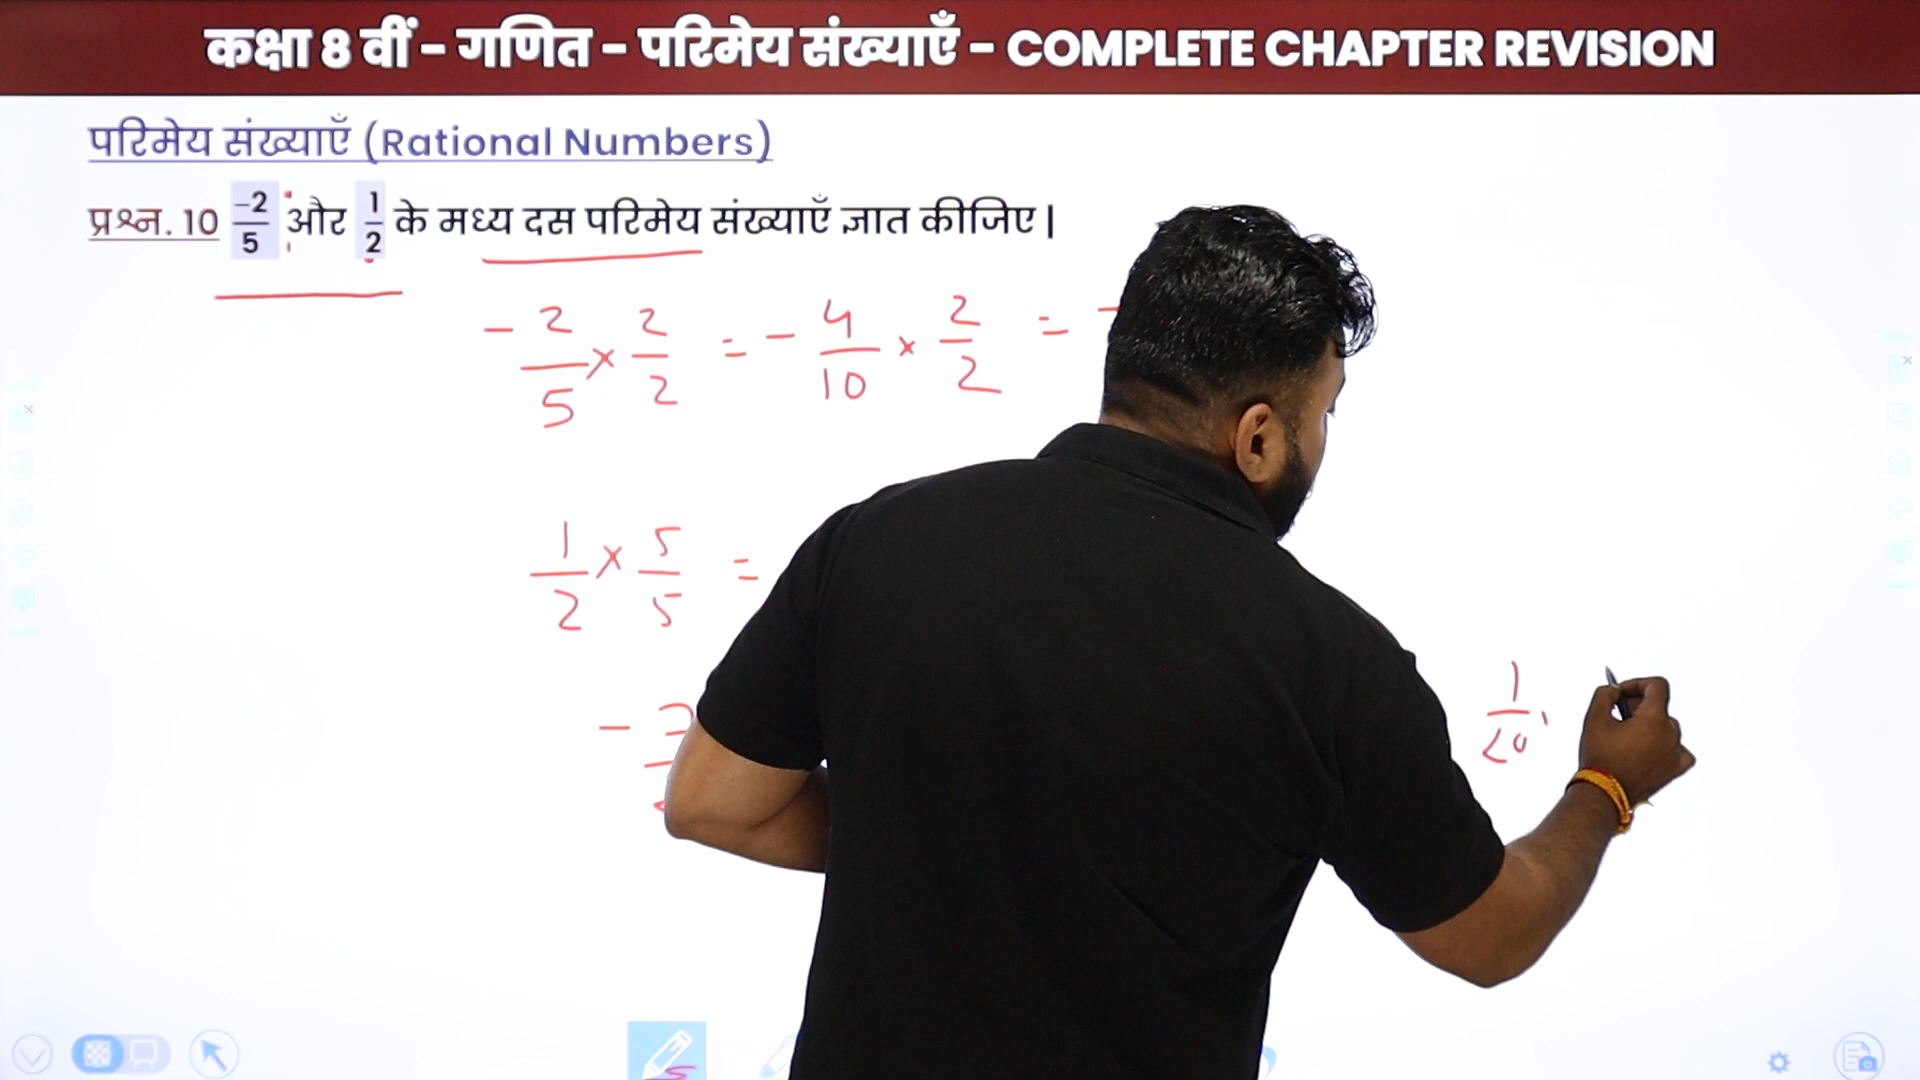 कक्षा 8 वीं – गणित – परिमेय संख्याएँ – COMPLETE CHAPTER REVISION
परिमेय संख्याएँ (Rational Numbers)
प्रश्न. 10 -2/5 और 1/2 के मध्य दस परिमेय संख्याएँ ज्ञात कीजिए |
- 2/5 × 2/2 = - 4/10 × 2/2 = -
1/2 × 5/5 =
- 7
1/20,